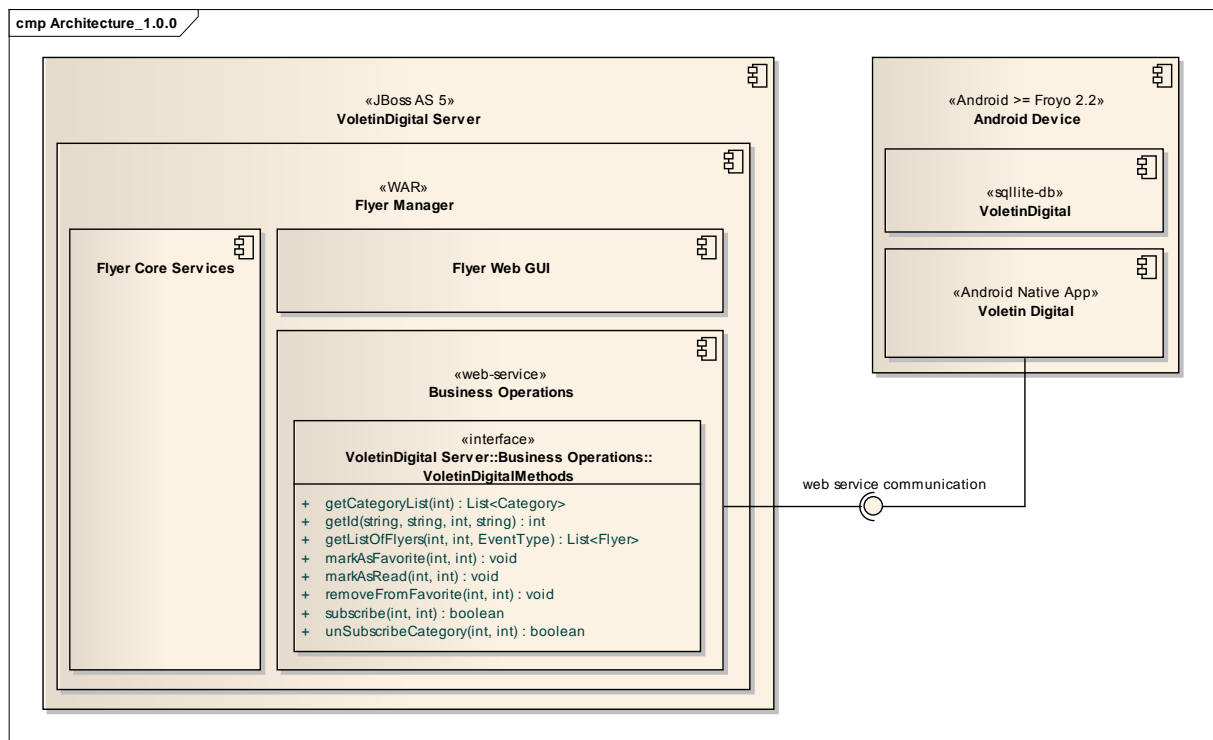 cmp Architecture_1.0.0
«JBoss AS 5»
VoletinDigital Server
«WAR»
Flyer Manager
Flyer Core Services
Flyer Web GUI
«web-service»
Business Operations
«interface»
VoletinDigital Server::Business Operations::
VoletinDigitalMethods
+ getCategoryList(int) : List<Category>
+ getId(string, string, int, string) : int
+ getListOfFlyers(int, int, EventType) : List<Flyer>
+ markAsFavorite(int, int) : void
+ markAsRead(int, int) : void
+ removeFromFavorite(int, int) : void
+ subscribe(int, int) : boolean
+ unSubscribeCategory(int, int) : boolean
«Android >= Froyo 2.2»
Android Device
«sqllite-db»
VoletinDigital
«Android Native App»
Voletin Digital
web service communication